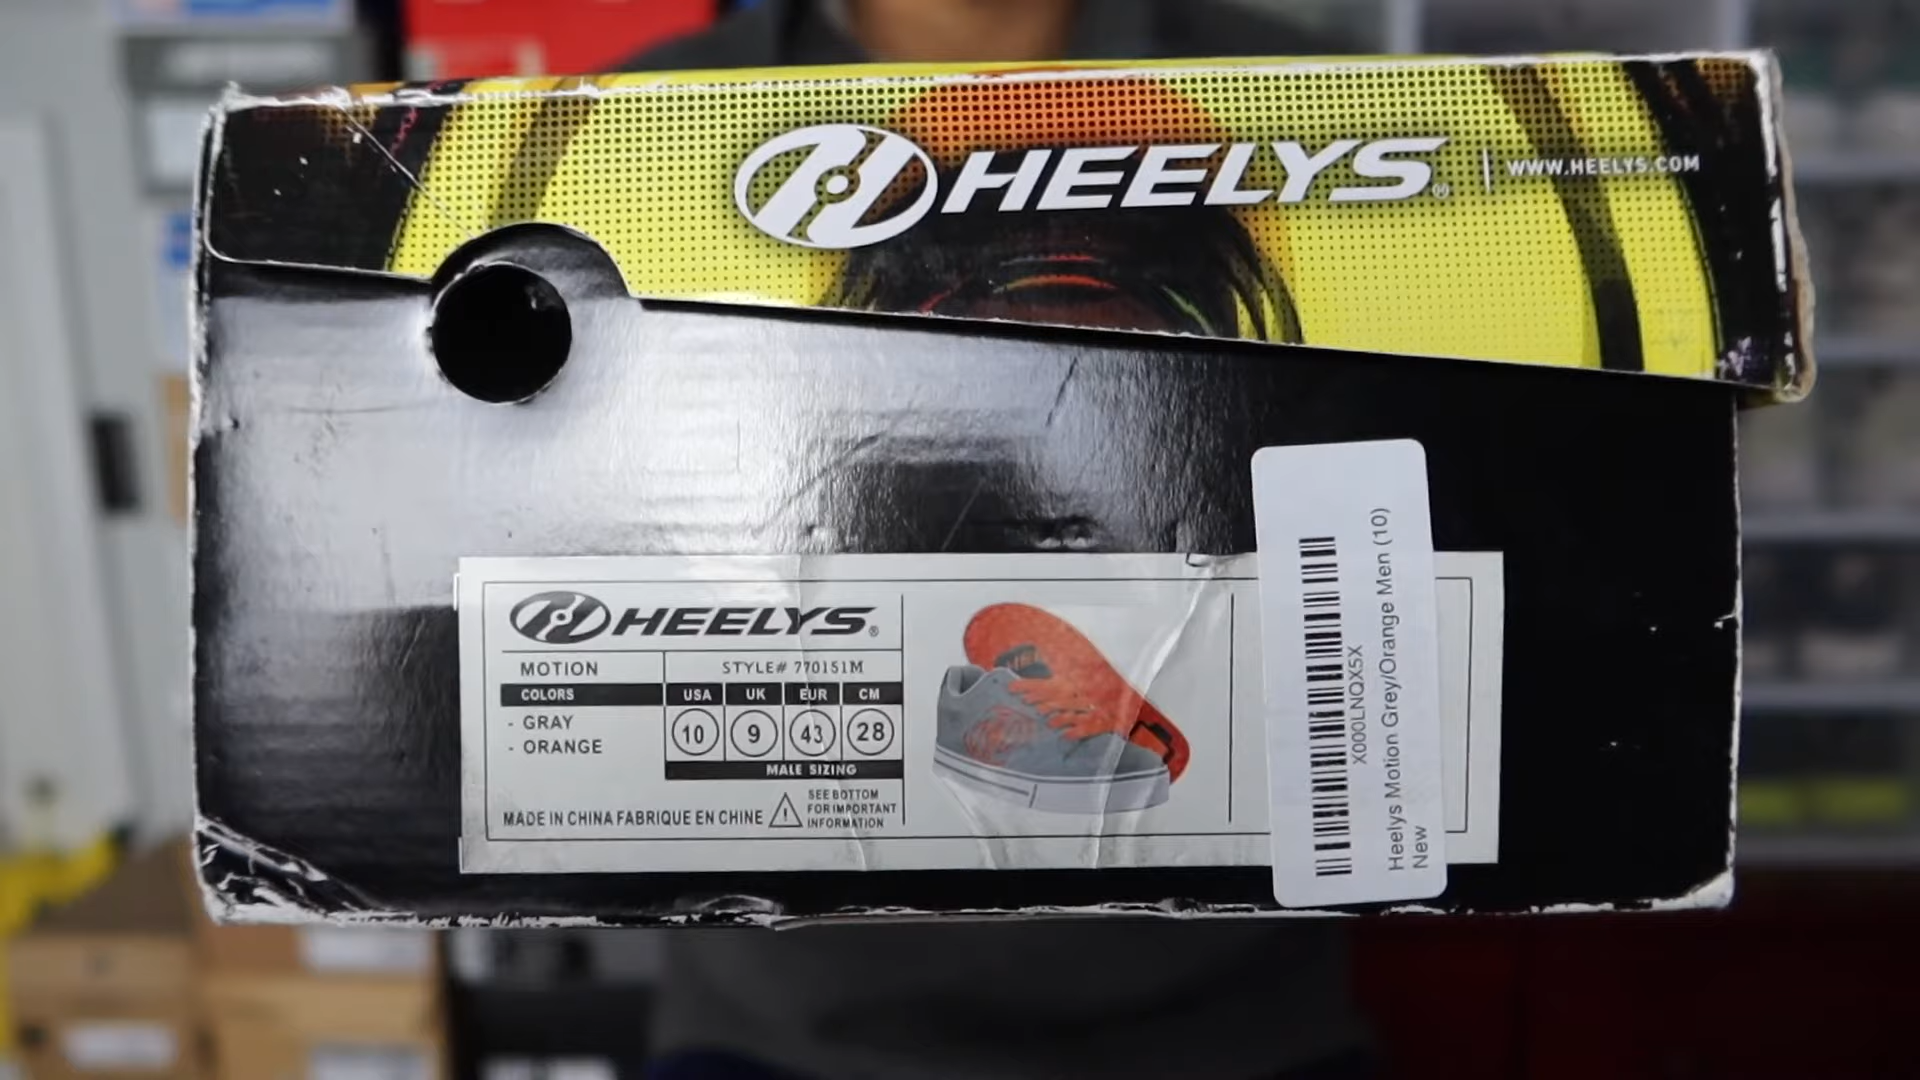 HEELYS® | WWW.HEELYS.COM
HEELYS®
MOTION
STYLE# 770151M
COLORS
USA UK EUR CM
- GRAY
- ORANGE
10 9 43 28
MALE SIZING
MADE IN CHINA FABRIQUE EN CHINE
SEE BOTTOM
FOR IMPORTANT
INFORMATION
X000LNQX5X
Heelys Motion Grey/Orange Men (10)
New